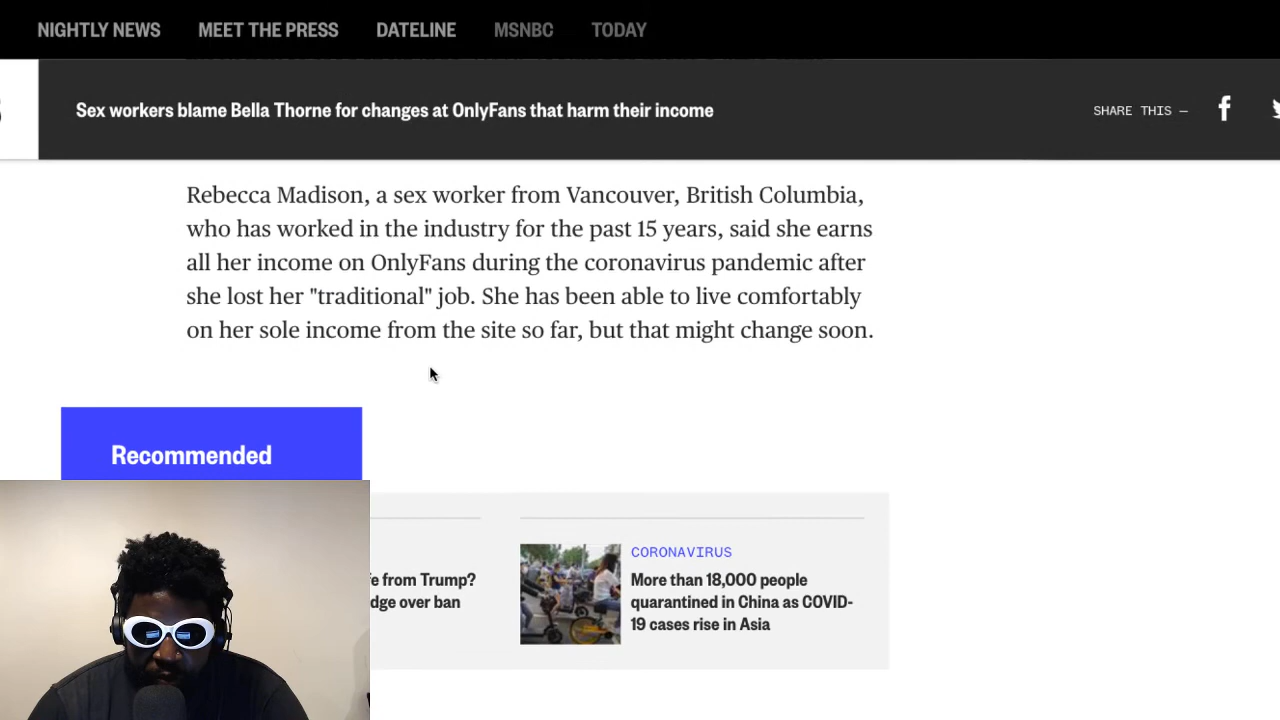 NIGHTLY NEWS MEET THE PRESS DATELINE MSNBC TODAY
Sex workers blame Bella Thorne for changes at OnlyFans that harm their income SHARE THIS —
Rebecca Madison, a sex worker from Vancouver, British Columbia,
who has worked in the industry for the past 15 years, said she earns
all her income on OnlyFans during the coronavirus pandemic after
she lost her "traditional" job. She has been able to live comfortably
on her sole income from the site so far, but that might change soon.
Recommended
from Trump?
over ban
CORONAVIRUS
More than 18,000 people
quarantined in China as COVID-
19 cases rise in Asia